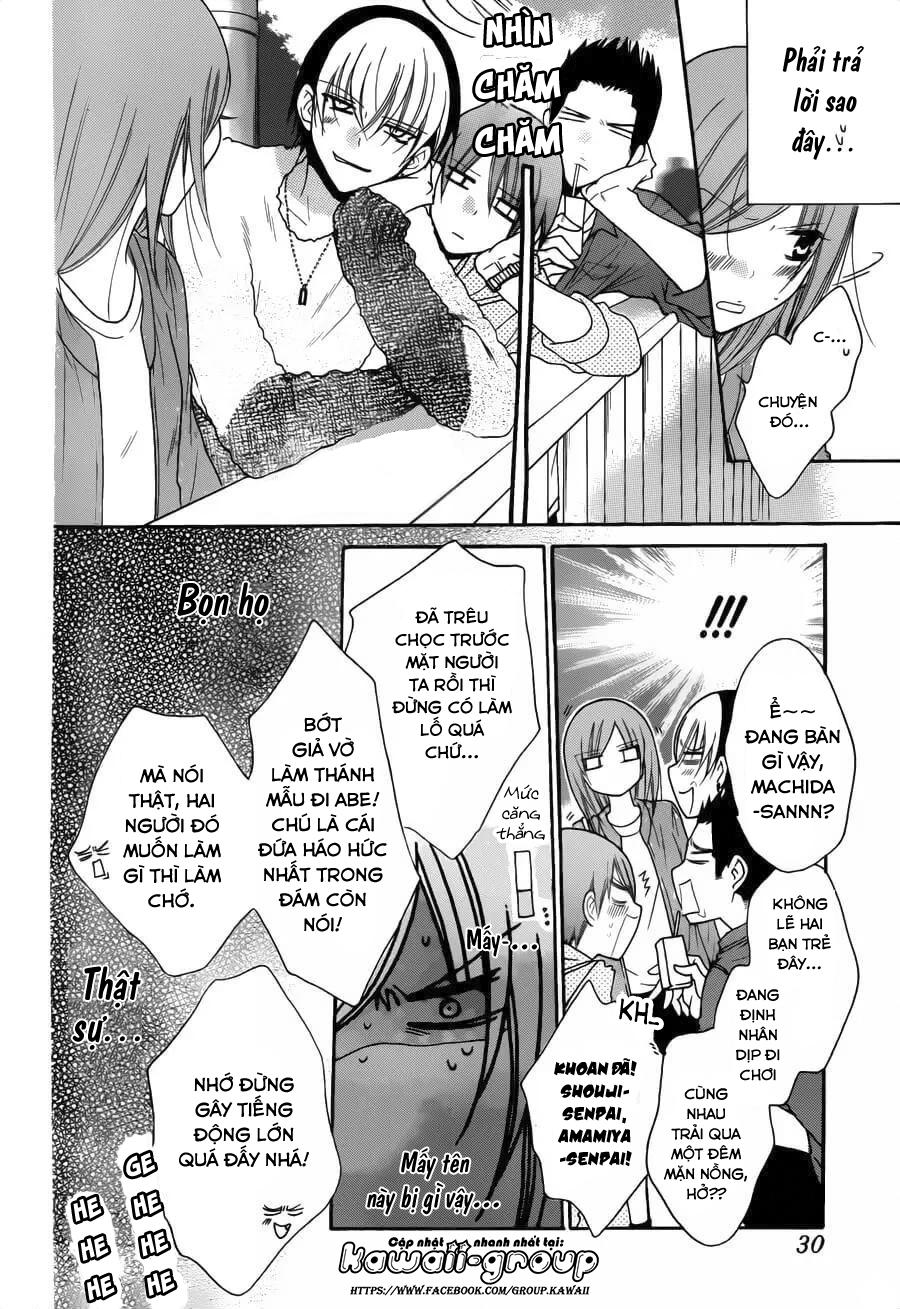 Phải trả
lời sao
đây...
NHÌN
CHĂM
CHĂM
C-...
CHUYỆN
ĐÓ...
!!!
Ể~~
ĐANG BÀN
GÌ VẬY,
MACHIDA
-SANNN?
KHÔNG
LẼ HAI
BẠN TRẺ
ĐÂY...
ĐANG
ĐỊNH
NHÂN
DỊP ĐI
CHƠI
CÙNG
NHAU
TRẢI QUA
MỘT ĐÊM
MẶN NỒNG,
HỞ??
KH_
KHOAN ĐÃ!
SHOUJI-
SENPAI,
AMAMIYA
-SENPAI!
ĐÃ TRÊU
CHỌC TRƯỚC
MẶT NGƯỜI
TA RỒI THÌ
ĐỪNG CÓ LÀM
LỐ QUÁ
CHỨ...
Mức
căng
thẳng
BỚT
GIẢ VỜ
LÀM THÁNH
MẪU ĐI ABE!
CHÚ LÀ CÁI
ĐỨA HÁO HỨC
NHẤT TRONG
ĐÁM CÒN
NÓI!
Mấy-...
Mấy tên
này bị gì vậy...
Bọn họ
MÀ NÓI
THẬT, HAI
NGƯỜI ĐÓ
MUỐN LÀM
GÌ THÌ LÀM
CHỚ.
Thật
sự...
NHỚ ĐỪNG
GÂY TIẾNG
ĐỘNG LỚN
QUÁ ĐẤY NHÁ!
GE
HE
HE
HE
HE
HE
HE
HE
30
Cập nhật nhanh nhất tại:
kawaii-group
HTTPS://WWW.FACEBOOK.COM/GROUP.KAWAII